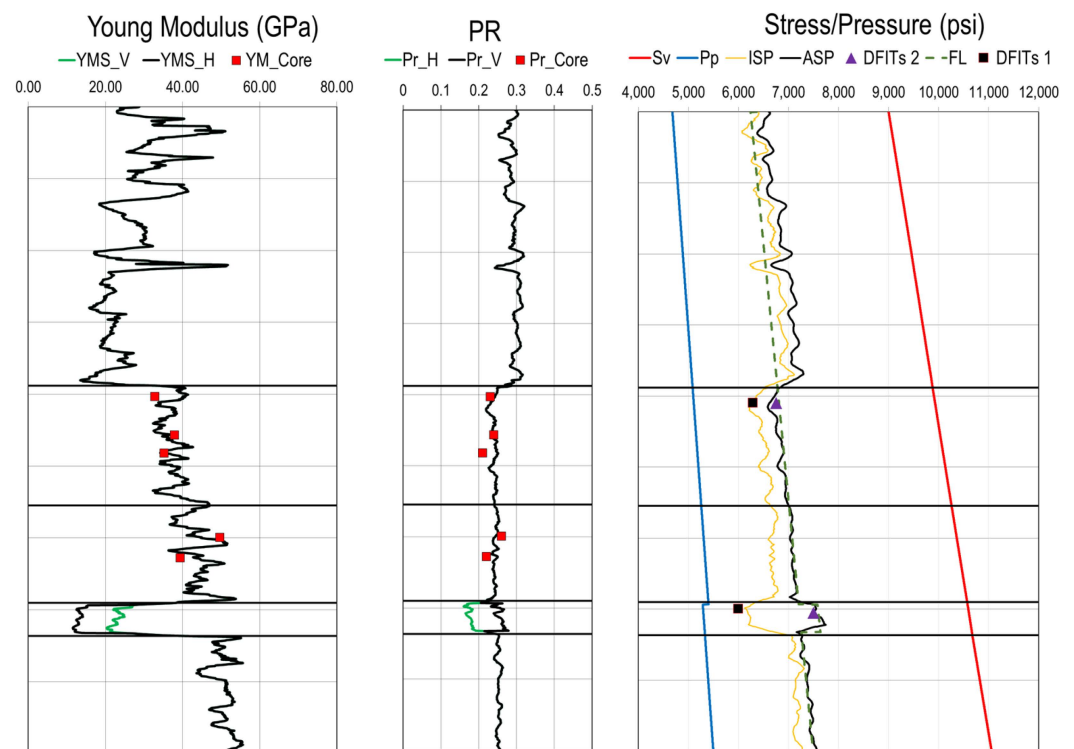 Young Modulus (GPa)
YMS_V YMS_H YM_Core
0.00 20.00 40.00 60.00 80.00
PR
Pr_H Pr_V Pr_Core
0 0.1 0.2 0.3 0.4 0.5
Stress/Pressure (psi)
Sv Pp ISP ASP DFITs 2 FL DFITs 1
4,000 5,000 6,000 7,000 8,000 9,000 10,000 11,000 12,000